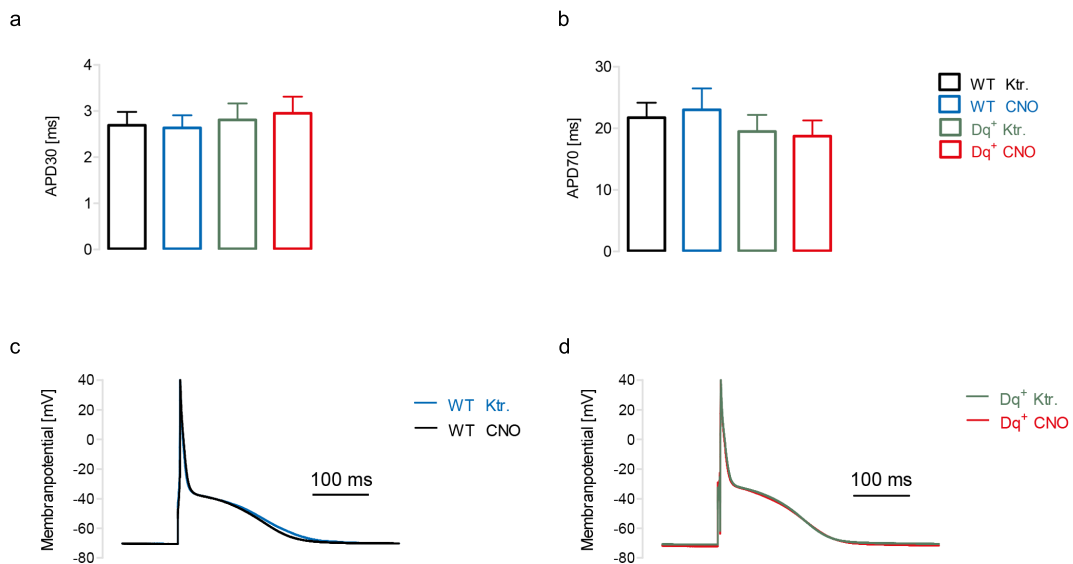 a
4
3
2
1
0
APD30 [ms]
b
30
20
10
0
APD70 [ms]
WT Ktr.
WT CNO
Dq⁺ Ktr.
Dq⁺ CNO
c
40
20
0
-20
-40
-60
-80
Membranpotential [mV]
WT Ktr.
WT CNO
100 ms
d
40
20
0
-20
-40
-60
-80
Membranpotential [mV]
Dq⁺ Ktr.
Dq⁺ CNO
100 ms